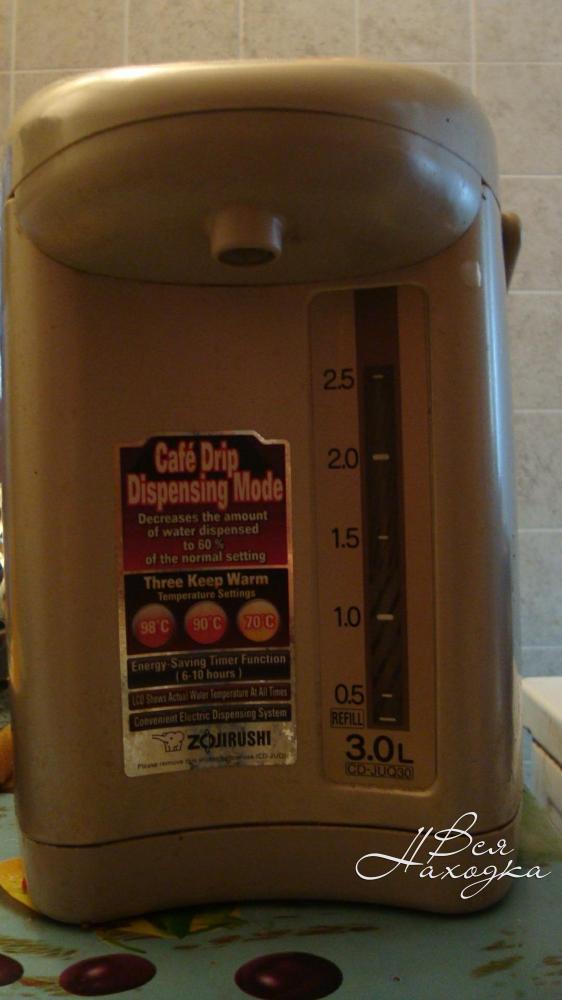 Café Drip
Dispensing Mode
Decreases the amount
of water dispensed
to 60 %
of the normal setting
Three Keep Warm
Temperature Settings
98°C 90°C 70°C
Energy-Saving Timer Function
( 6-10 hours )
LCD Shows Actual Water Temperature At All Times
Convenient Electric Dispensing System
ZOJIRUSHI
Please remove
2.5
2.0
1.5
1.0
0.5
REFILL
3.0L
CD-JUQ30
Вся
Находка